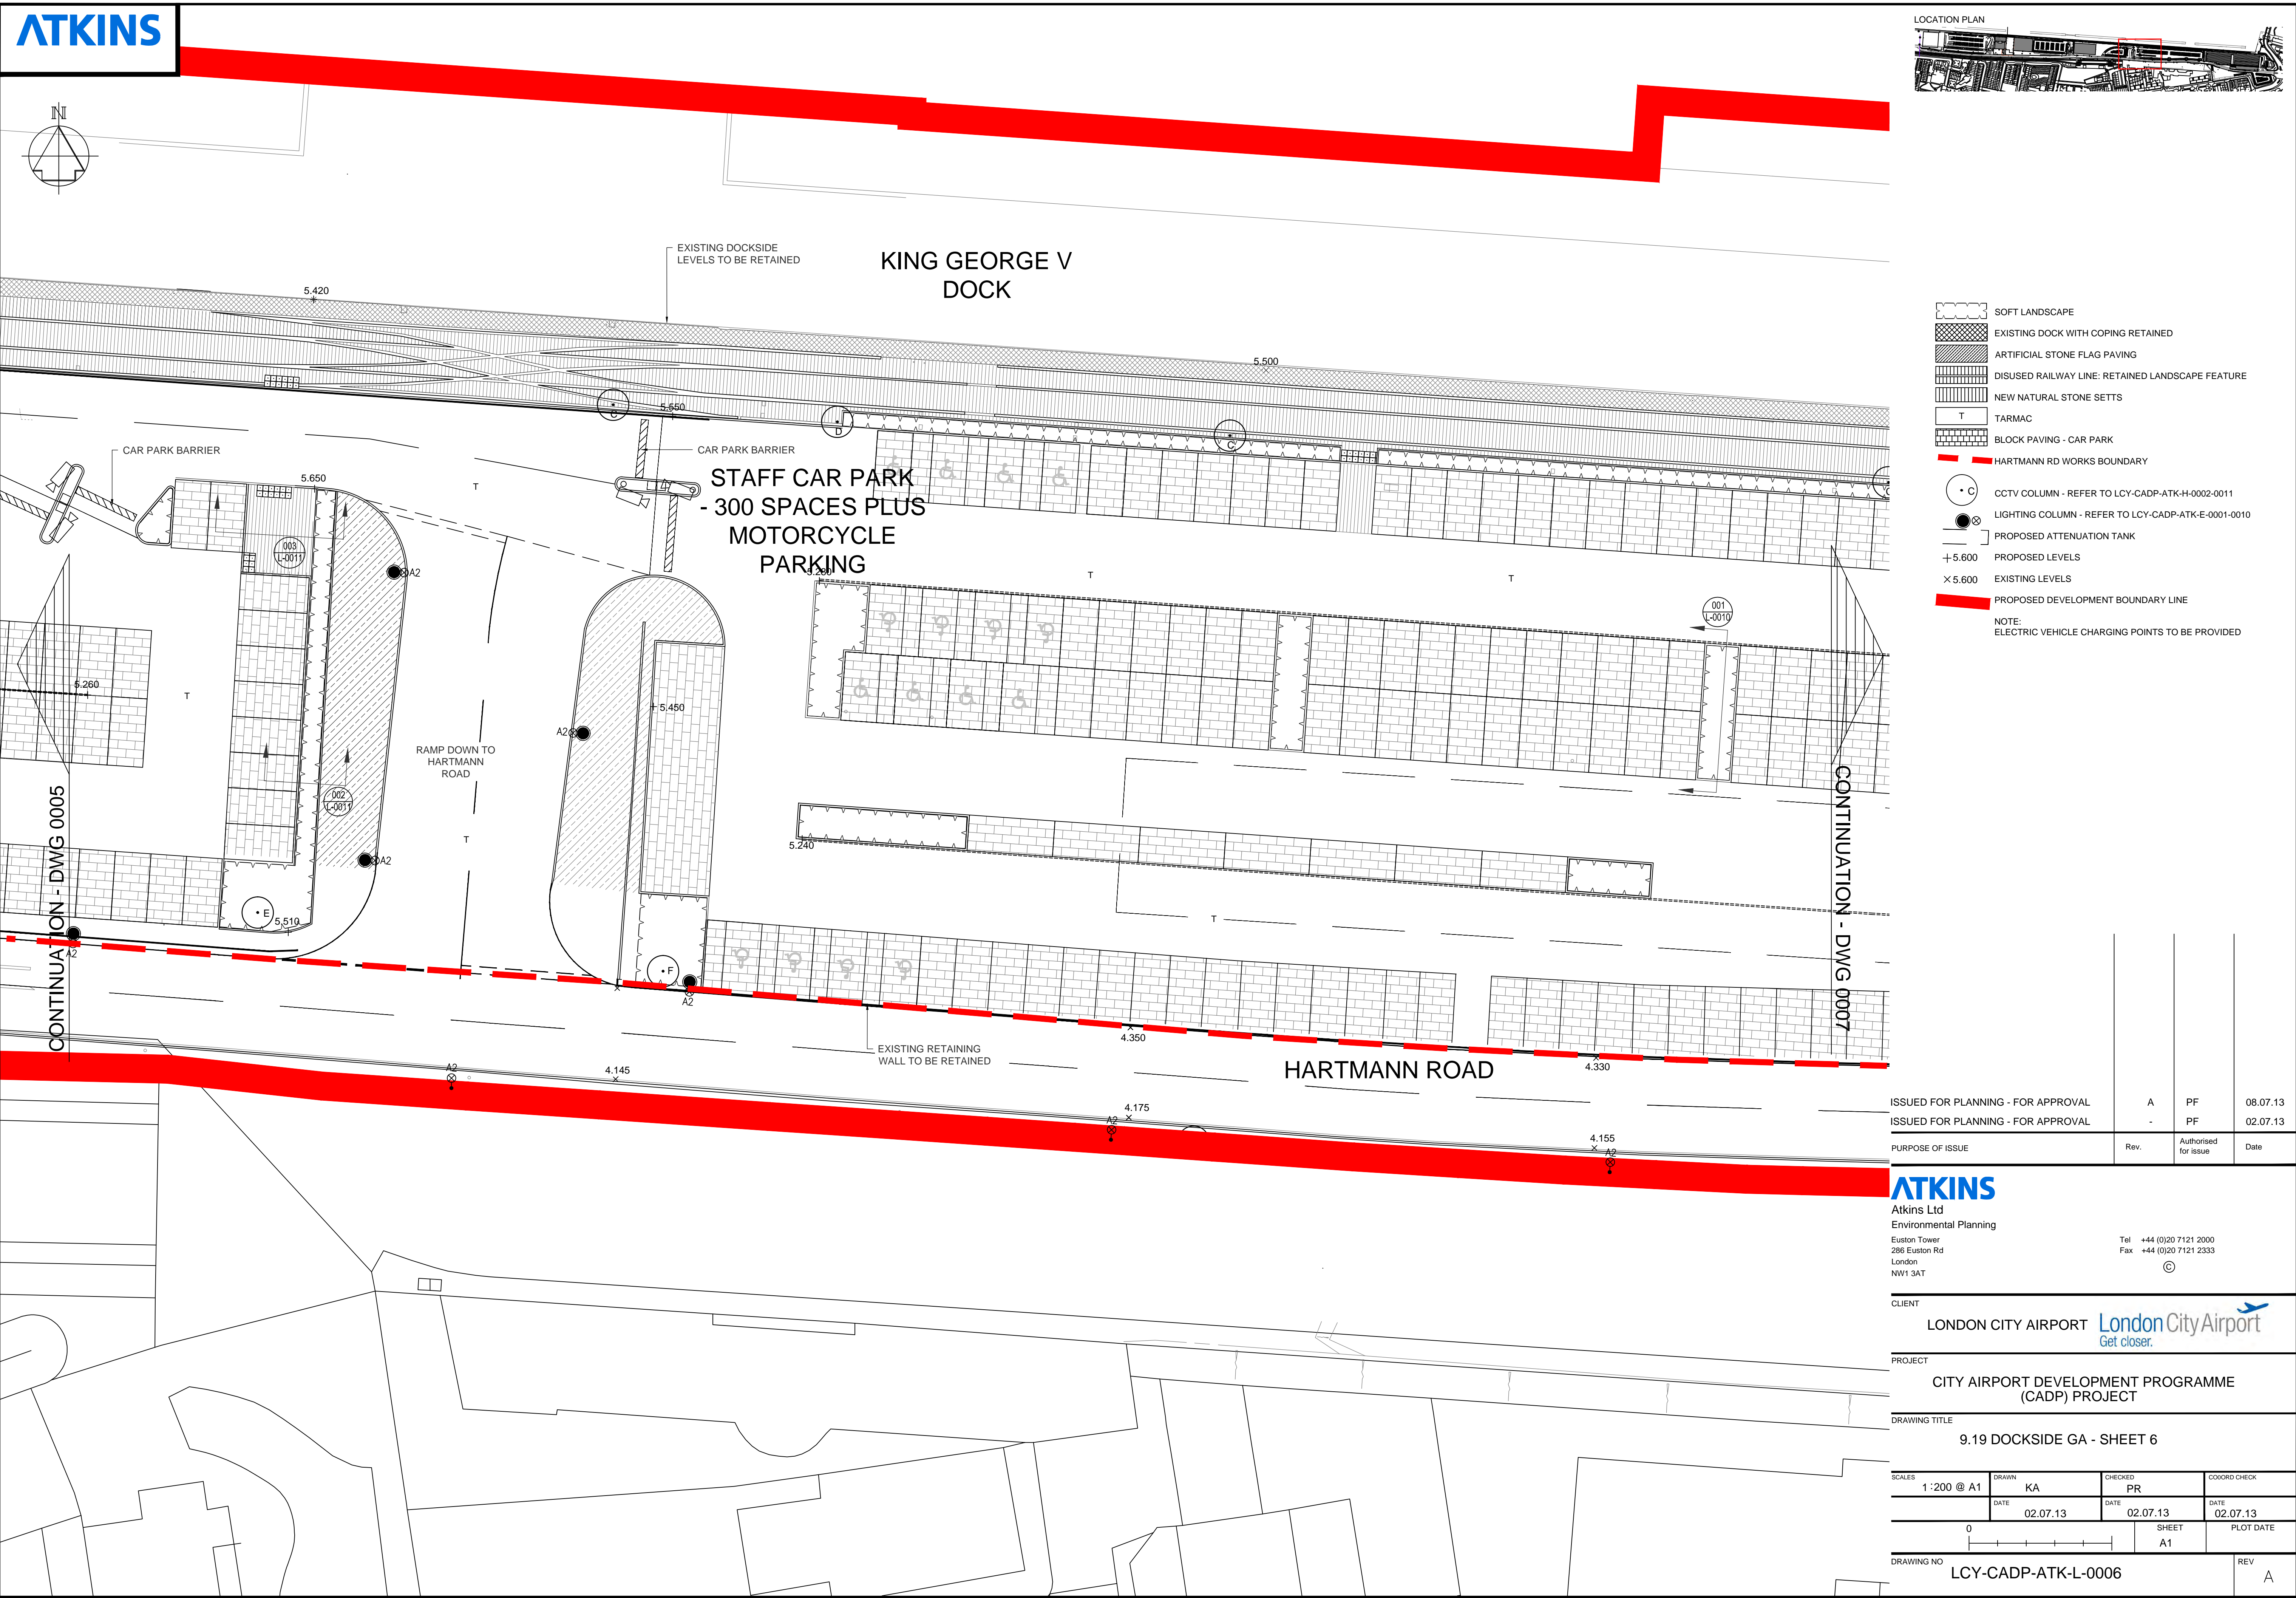 ATKINS
N
EXISTING DOCKSIDE
LEVELS TO BE RETAINED
KING GEORGE V
DOCK
5.420
5.500
5.650
C
D
C
C
CAR PARK BARRIER
CAR PARK BARRIER
STAFF CAR PARK
- 300 SPACES PLUS
MOTORCYCLE
PARKING
5.650
T
003
L-0011
A2
5.280
T
T
001
L-0010
5.260
T
5.450
A2
RAMP DOWN TO
HARTMANN
ROAD
002
L-0011
T
A2
5.240
T
E
5.510
A2
F
A2
CONTINUATION - DWG 0005
CONTINUATION - DWG 0007
EXISTING RETAINING
WALL TO BE RETAINED
4.350
HARTMANN ROAD
4.330
A2
4.145
4.175
A2
4.155
A2
LOCATION PLAN
SOFT LANDSCAPE
EXISTING DOCK WITH COPING RETAINED
ARTIFICIAL STONE FLAG PAVING
DISUSED RAILWAY LINE: RETAINED LANDSCAPE FEATURE
NEW NATURAL STONE SETTS
T TARMAC
BLOCK PAVING - CAR PARK
HARTMANN RD WORKS BOUNDARY
C CCTV COLUMN - REFER TO LCY-CADP-ATK-H-0002-0011
LIGHTING COLUMN - REFER TO LCY-CADP-ATK-E-0001-0010
PROPOSED ATTENUATION TANK
+5.600 PROPOSED LEVELS
×5.600 EXISTING LEVELS
PROPOSED DEVELOPMENT BOUNDARY LINE
NOTE:
ELECTRIC VEHICLE CHARGING POINTS TO BE PROVIDED
ISSUED FOR PLANNING - FOR APPROVAL A PF 08.07.13
ISSUED FOR PLANNING - FOR APPROVAL - PF 02.07.13
PURPOSE OF ISSUE Rev. Authorised for issue Date
ATKINS
Atkins Ltd
Environmental Planning
Euston Tower
286 Euston Rd
London
NW1 3AT
Tel +44 (0)20 7121 2000
Fax +44 (0)20 7121 2333
©
CLIENT
LONDON CITY AIRPORT
London City Airport
Get closer.
PROJECT
CITY AIRPORT DEVELOPMENT PROGRAMME
(CADP) PROJECT
DRAWING TITLE
9.19 DOCKSIDE GA - SHEET 6
SCALES DRAWN CHECKED COOORD CHECK
1:200 @ A1 KA PR
DATE DATE DATE
02.07.13 02.07.13 02.07.13
0 SHEET PLOT DATE
A1
DRAWING NO REV
LCY-CADP-ATK-L-0006 A